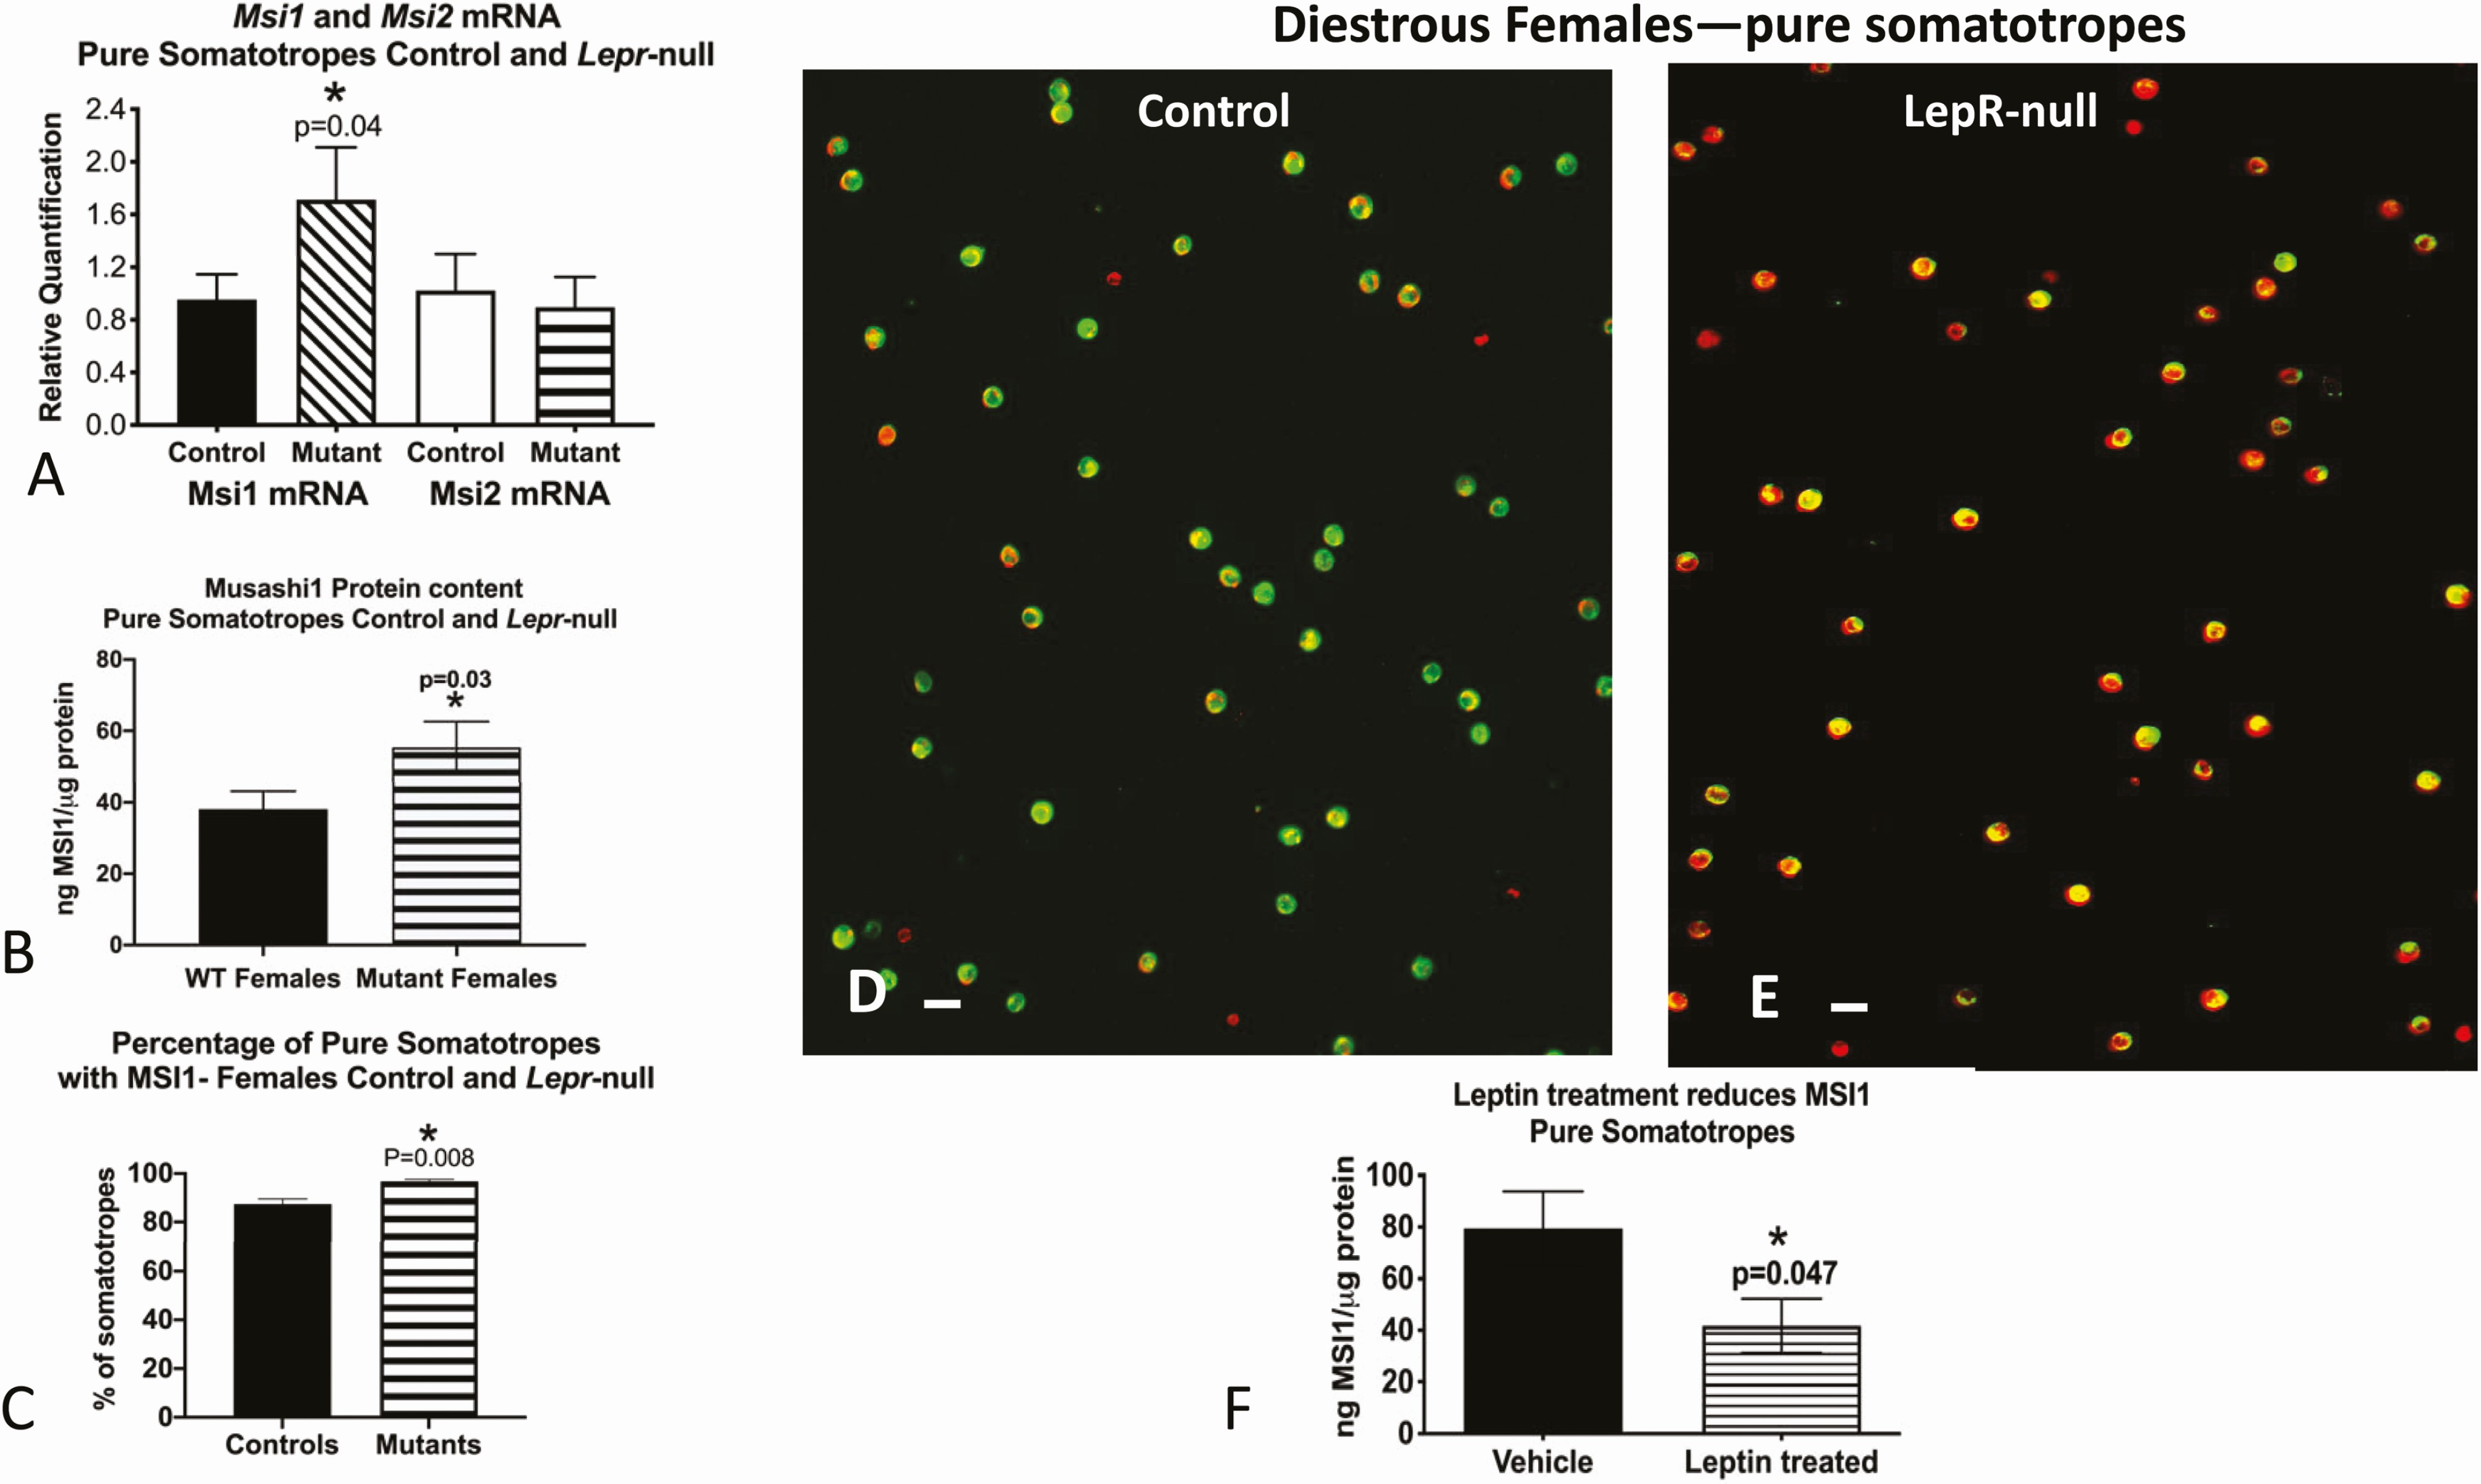 Msi1 and Msi2 mRNA
Pure Somatotropes Control and Lepr-null
*
p=0.04
2.4
2.0
1.6
1.2
0.8
0.4
0.0
Relative Quantification
Control Mutant Control Mutant
Msi1 mRNA Msi2 mRNA
A
Musashi1 Protein content
Pure Somatotropes Control and Lepr-null
p=0.03
*
80
60
40
20
0
ng MSI1/μg protein
WT Females Mutant Females
B
Percentage of Pure Somatotropes
with MSI1- Females Control and Lepr-null
*
P=0.008
100
80
60
40
20
0
% of somatotropes
Controls Mutants
C
Diestrous Females—pure somatotropes
Control
D
LepR-null
E
Leptin treatment reduces MSI1
Pure Somatotropes
100
80
60
40
20
0
ng MSI1/μg protein
*
p=0.047
Vehicle Leptin treated
F